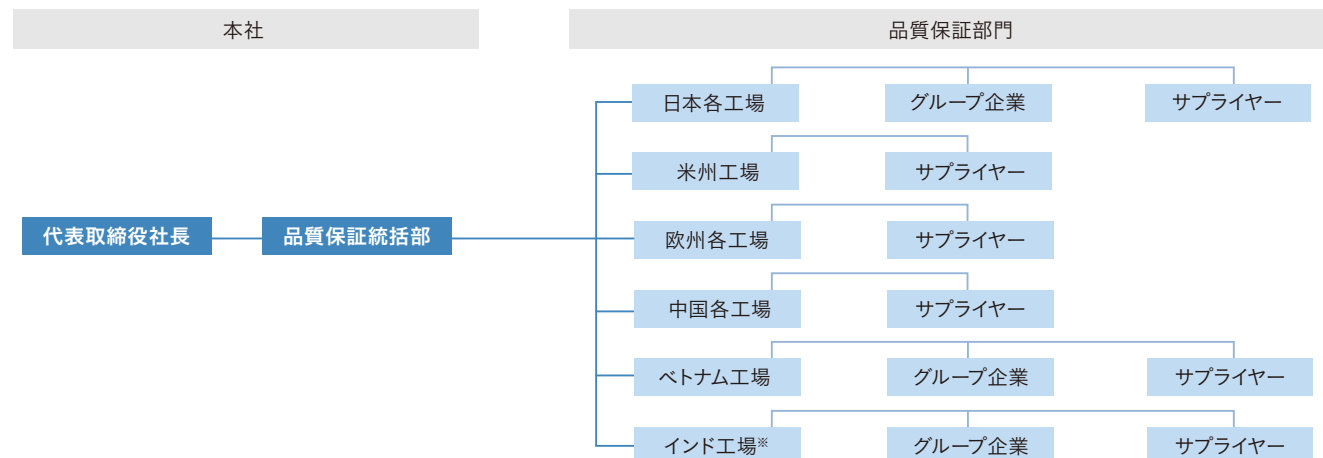 本社
品質保証部門
日本各工場 グループ企業 サプライヤー
米州工場 サプライヤー
代表取締役社長 品質保証統括部 欧州各工場 サプライヤー
中国各工場 サプライヤー
ベトナム工場 グループ企業 サプライヤー
インド工場※ グループ企業 サプライヤー